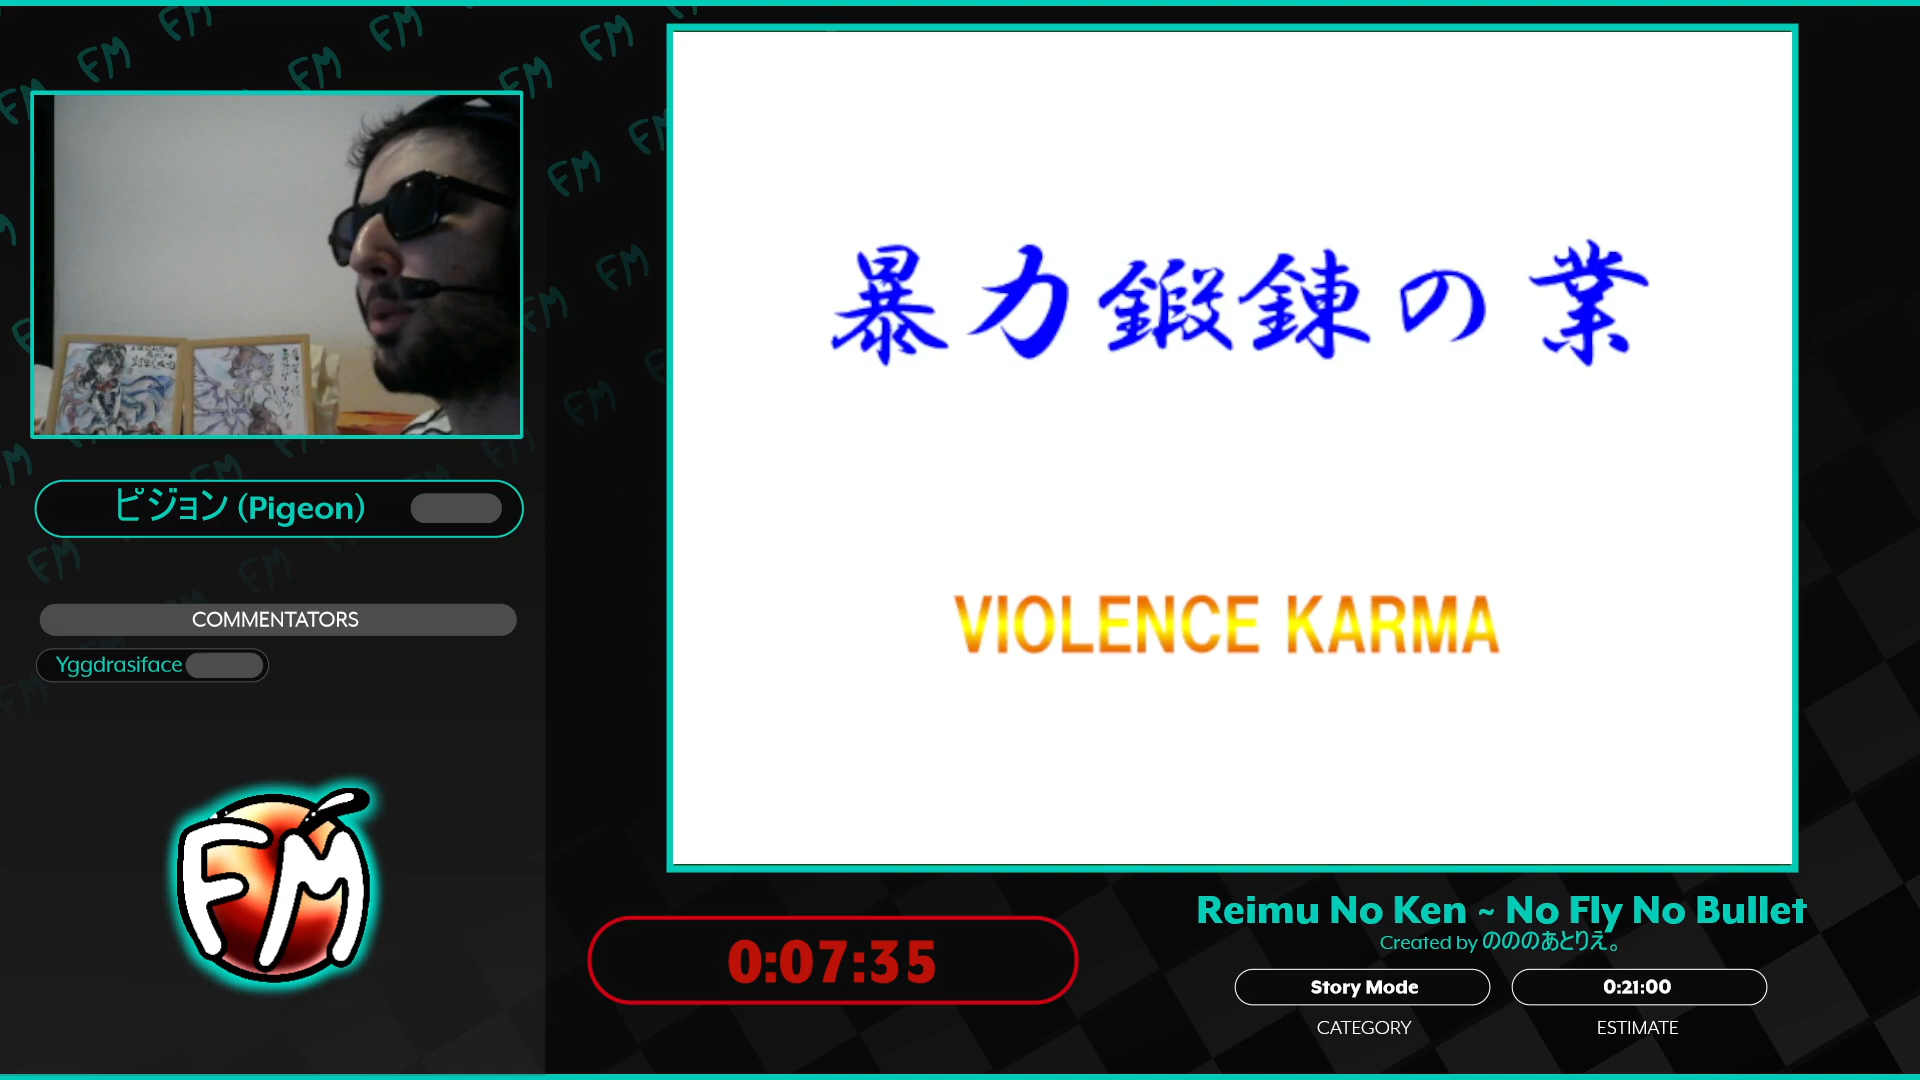 暴力鍛錬の業
VIOLENCE KARMA
ピジョン (Pigeon)
COMMENTATORS
Yggdrasiface
FM
0:07:35
Reimu No Ken ~ No Fly No Bullet
Created by のののあとりえ。
Story Mode
0:21:00
CATEGORY
ESTIMATE